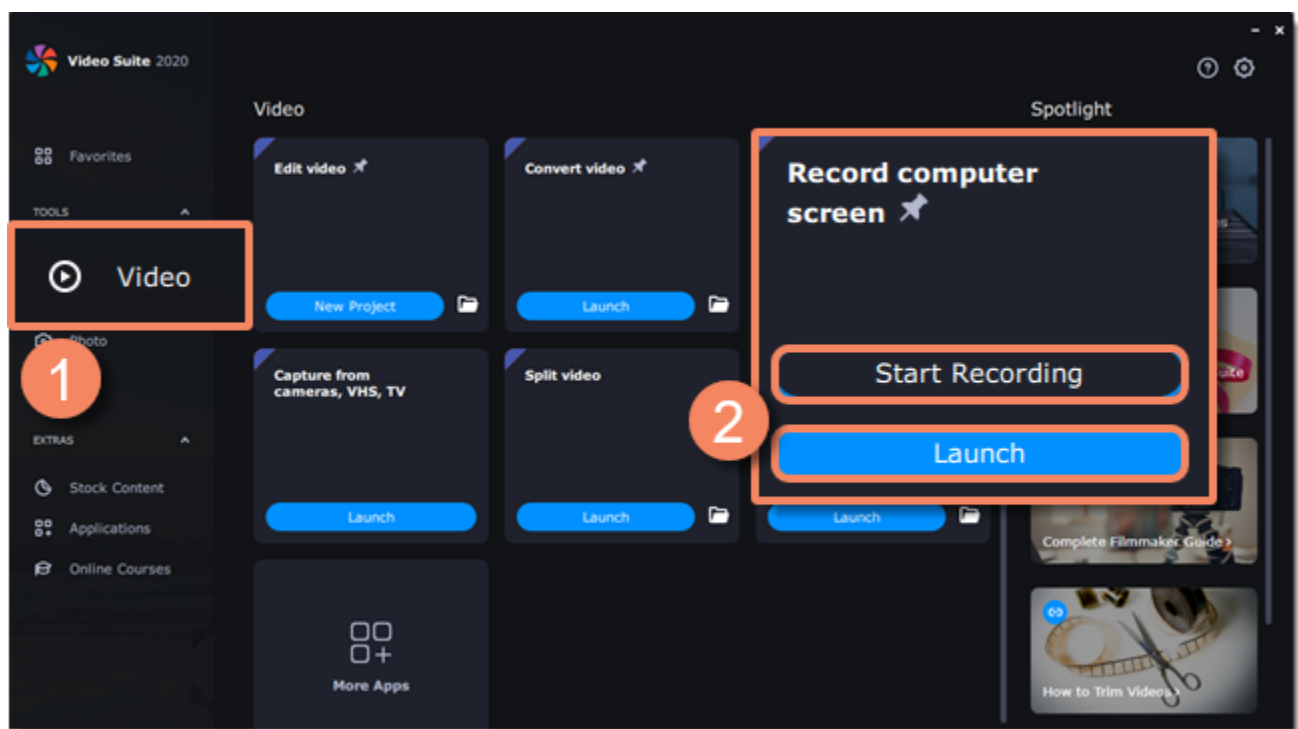 Video Suite 2020
Video
Spotlight
Favorites
Edit video
Convert video
Record computer
screen
TOOLS
Video
New Project
Launch
Photo
1
Capture from
cameras, VHS, TV
Split video
Start Recording
2
Launch
EXTRAS
Stock Content
Launch
Launch
Launch
Applications
Complete Filmmaker Guide >
Online Courses
More Apps
How to Trim Videos >